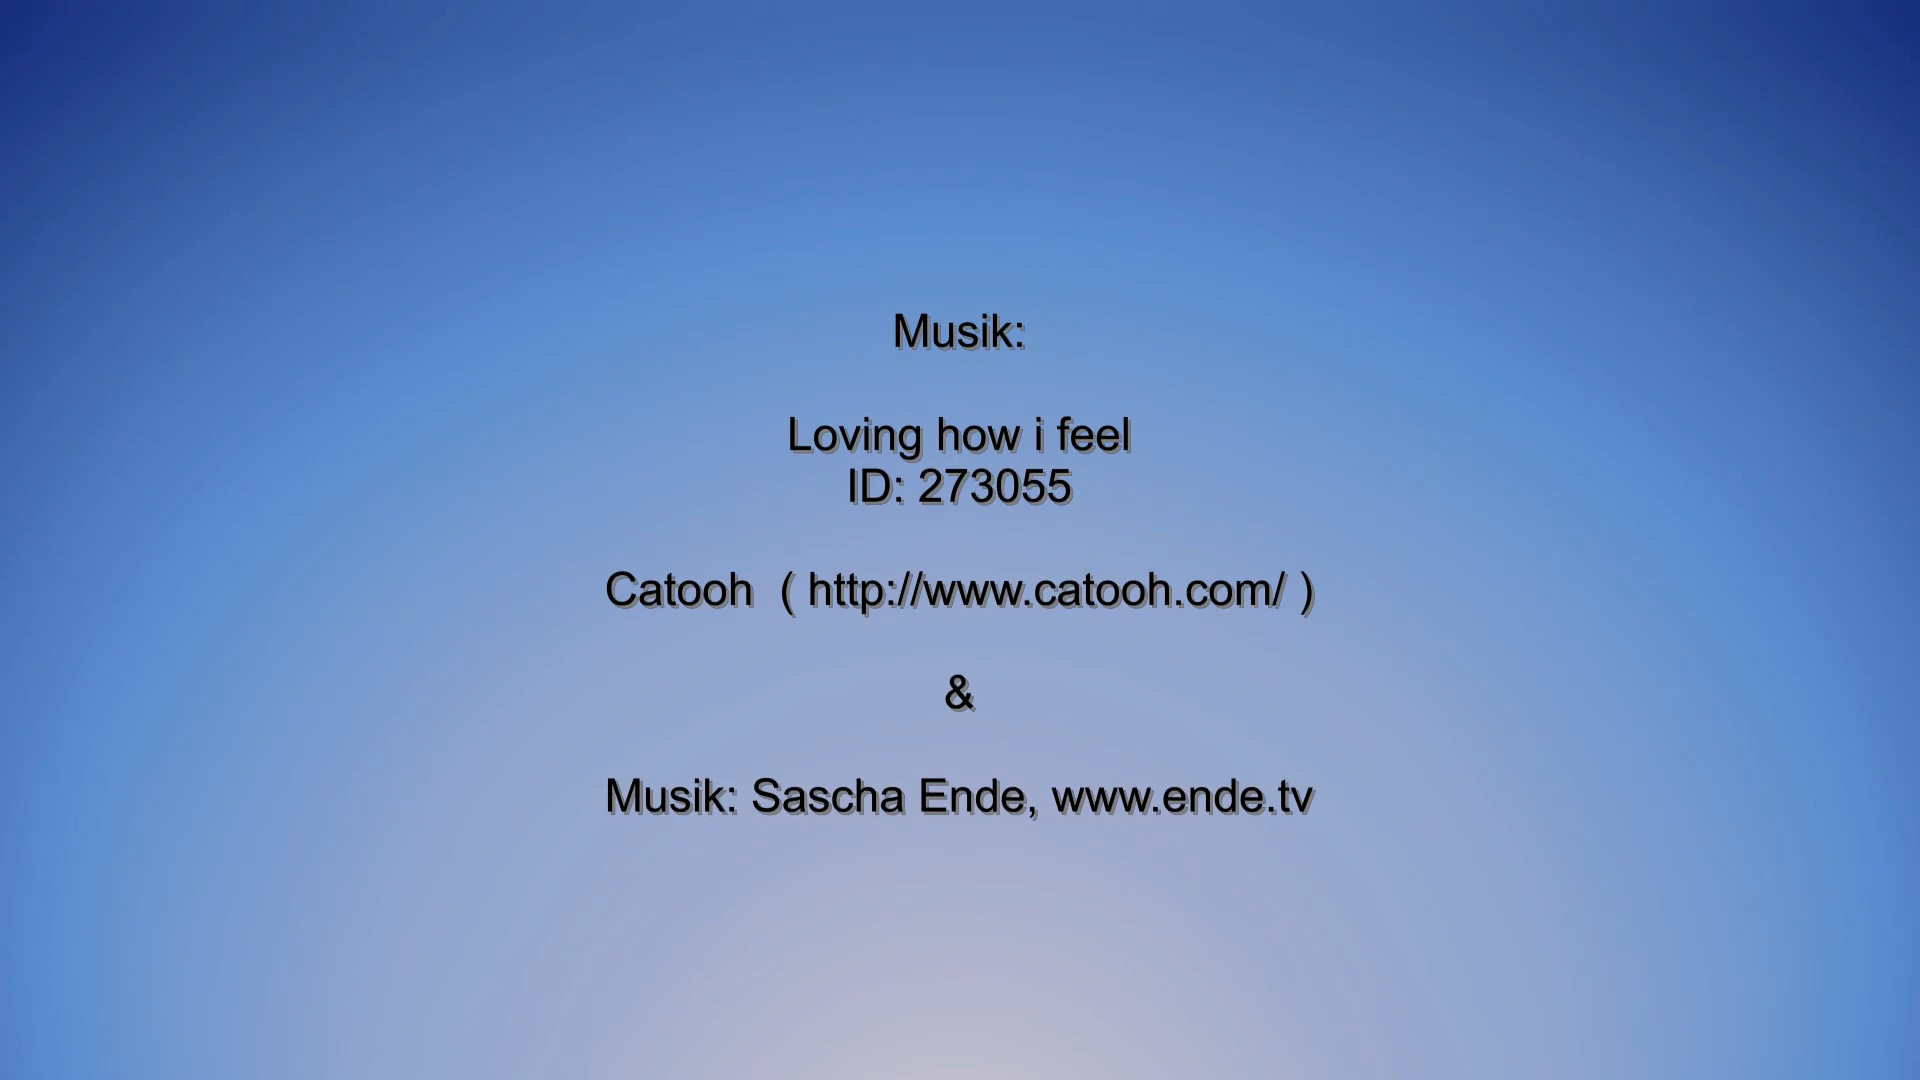 Musik:
Loving how i feel
ID: 273055
Catooh  ( http://www.catooh.com/ )
&
Musik: Sascha Ende, www.ende.tv